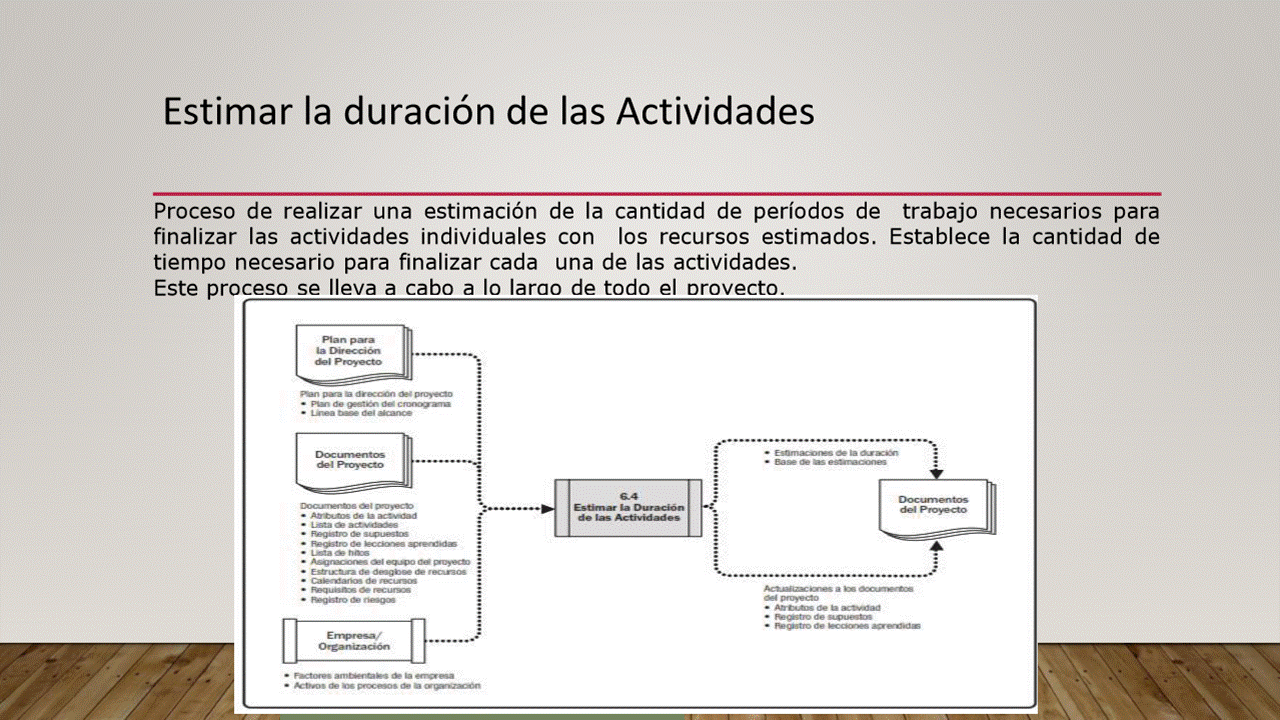 Estimar la duración de las Actividades
Proceso de realizar una estimación de la cantidad de períodos de trabajo necesarios para
finalizar las actividades individuales con los recursos estimados. Establece la cantidad de
tiempo necesario para finalizar cada una de las actividades.
Este proceso se lleva a cabo a lo largo de todo el proyecto.
Plan para
la Dirección
del Proyecto
Plan para la dirección del proyecto
• Plan de gestión del cronograma
• Línea base del alcance
Documentos
del Proyecto
Documentos del proyecto
• Atributos de la actividad
• Lista de actividades
• Registro de supuestos
• Registro de lecciones aprendidas
• Lista de hitos
• Asignaciones del equipo del proyecto
• Estructura de desglose de recursos
• Calendarios de recursos
• Requisitos de recursos
• Registro de riesgos
Empresa/
Organización
• Factores ambientales de la empresa
• Activos de los procesos de la organización
6.4
Estimar la Duración
de las Actividades
• Estimaciones de la duración
• Base de las estimaciones
Documentos
del Proyecto
Actualizaciones a los documentos
del proyecto
• Atributos de la actividad
• Registro de supuestos
• Registro de lecciones aprendidas